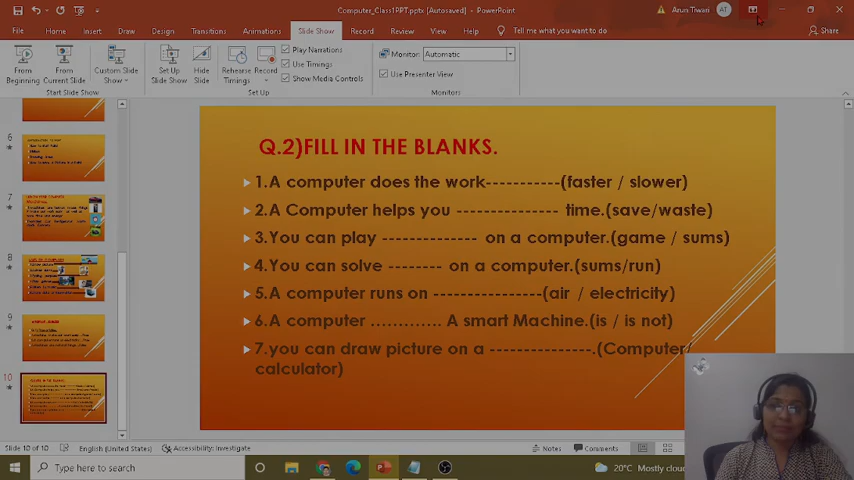 Computer_Class1PPT.pptx [Autosaved] - PowerPoint
Arun Tiwari AT
File Home Insert Draw Design Transitions Animations Slide Show Record Review View Help Tell me what you want to do Share
From Beginning
From Current Slide
Custom Slide Show
Set Up Slide Show
Hide Slide
Rehearse Timings
Record
Play Narrations
Use Timings
Show Media Controls
Monitor: Automatic
Use Presenter View
Start Slide Show Set Up Monitors
6
7
8
9
10
Q.2)FILL IN THE BLANKS.
1.A computer does the work-----------(faster / slower)
2.A Computer helps you --------------- time.(save/waste)
3.You can play -------------- on a computer.(game / sums)
4.You can solve -------- on a computer.(sums/run)
5.A computer runs on ----------------(air / electricity)
6.A computer ............ A smart Machine.(is / is not)
7.you can draw picture on a ---------------.(Computer/
calculator)
Slide 10 of 10 English (United States) Accessibility: Investigate Notes Comments
Type here to search 20°C Mostly clou